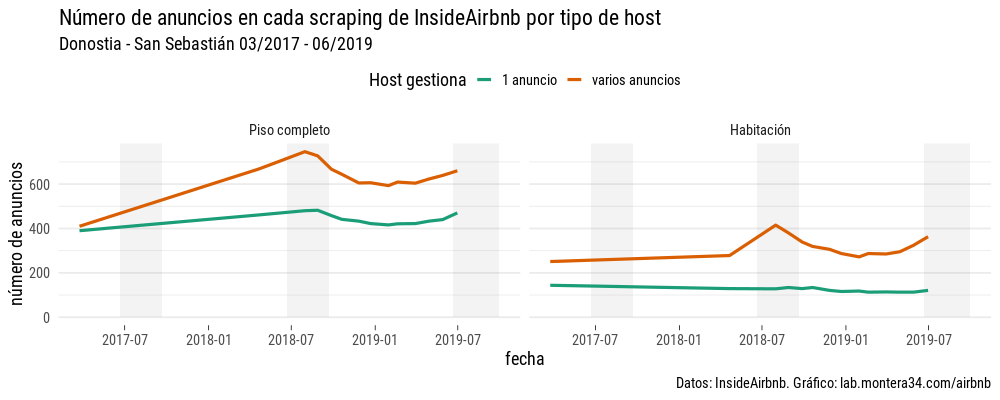 Número de anuncios en cada scraping de InsideAirbnb por tipo de host
Donostia - San Sebastián 03/2017 - 06/2019
Host gestiona 1 anuncio varios anuncios
Piso completo Habitación
número de anuncios
600
400
200
0
2017-07 2018-01 2018-07 2019-01 2019-07 2017-07 2018-01 2018-07 2019-01 2019-07
fecha
Datos: InsideAirbnb. Gráfico: lab.montera34.com/airbnb